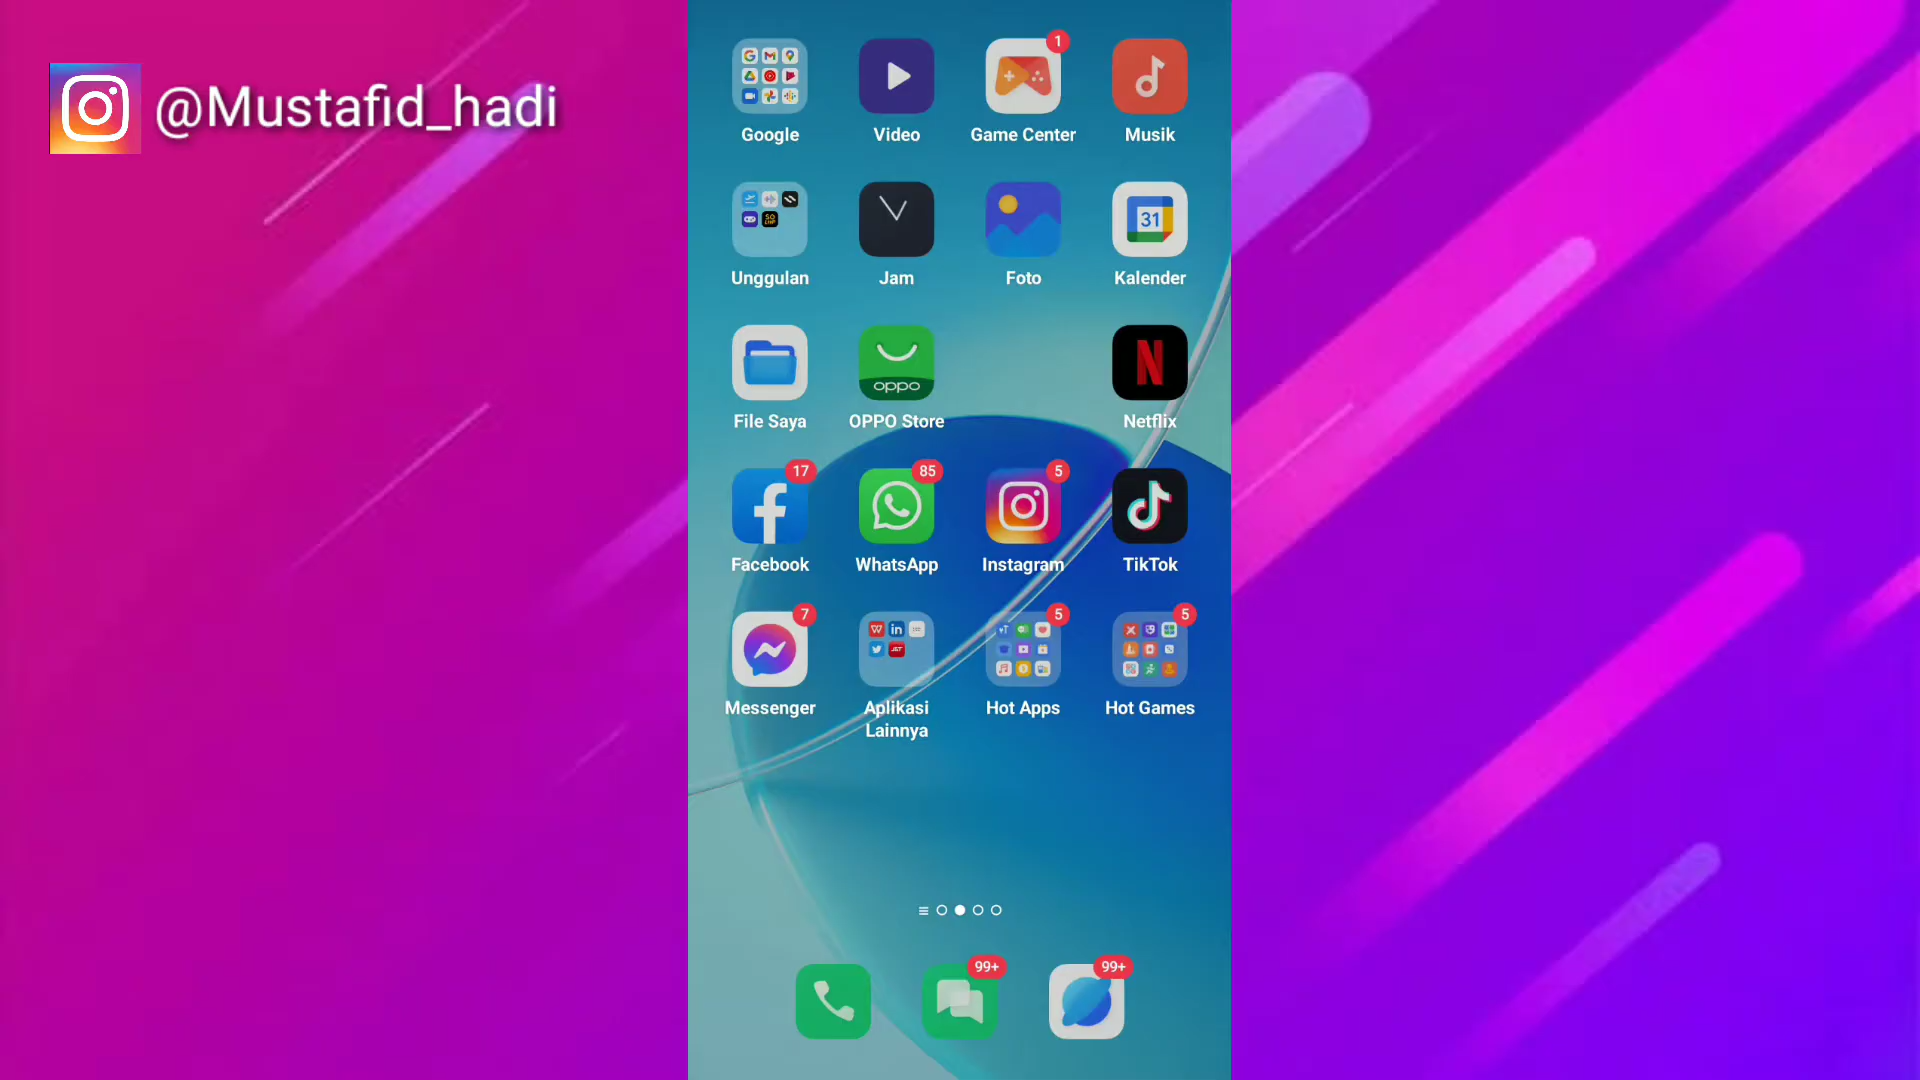 @Mustafid_hadi
1
Google
Video
Game Center
Musik
31
Unggulan
Jam
Foto
Kalender
oppo
N
File Saya
OPPO Store
Netflix
17
85
5
Facebook
WhatsApp
Instagram
TikTok
7
5
5
Messenger
Aplikasi
Lainnya
Hot Apps
Hot Games
99+
99+